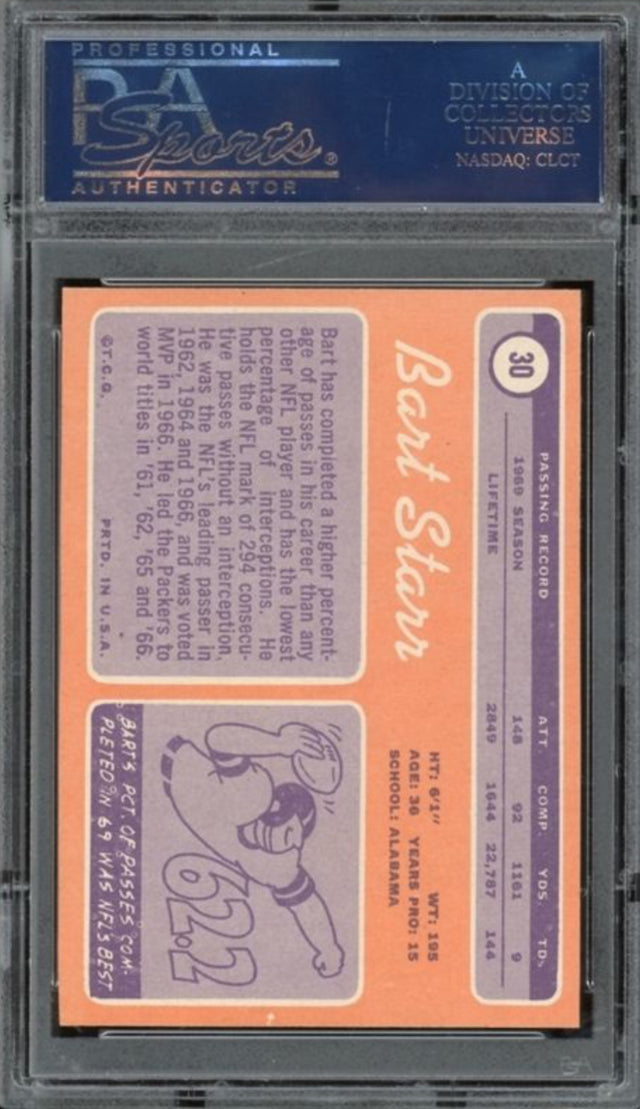 PROFESSIONAL
PSA
Sports®
AUTHENTICATOR
A
DIVISION OF
COLLECTORS
UNIVERSE
NASDAQ: CLCT
30
PASSING RECORD ATT. COMP. YDS. TD.
1969 SEASON 148 92 1161 9
LIFETIME 2849 1644 22,787 144
Bart Starr
HT: 6'1" WT: 195
AGE: 36 YEARS PRO: 15
SCHOOL: ALABAMA
Bart has completed a higher percent-
age of passes in his career than any
other NFL player and has the lowest
percentage of interceptions. He
holds the NFL mark of 294 consecu-
tive passes without an interception.
He was the NFL's leading passer in
1962, 1964 and 1966, and was voted
MVP in 1966. He led the Packers to
world titles in '61, '62, '65 and '66.
©T.C.G. PRTD. IN U.S.A.
62.2
BART'S PCT. OF PASSES COM-
PLETED IN 69 WAS NFL'S BEST
PSA